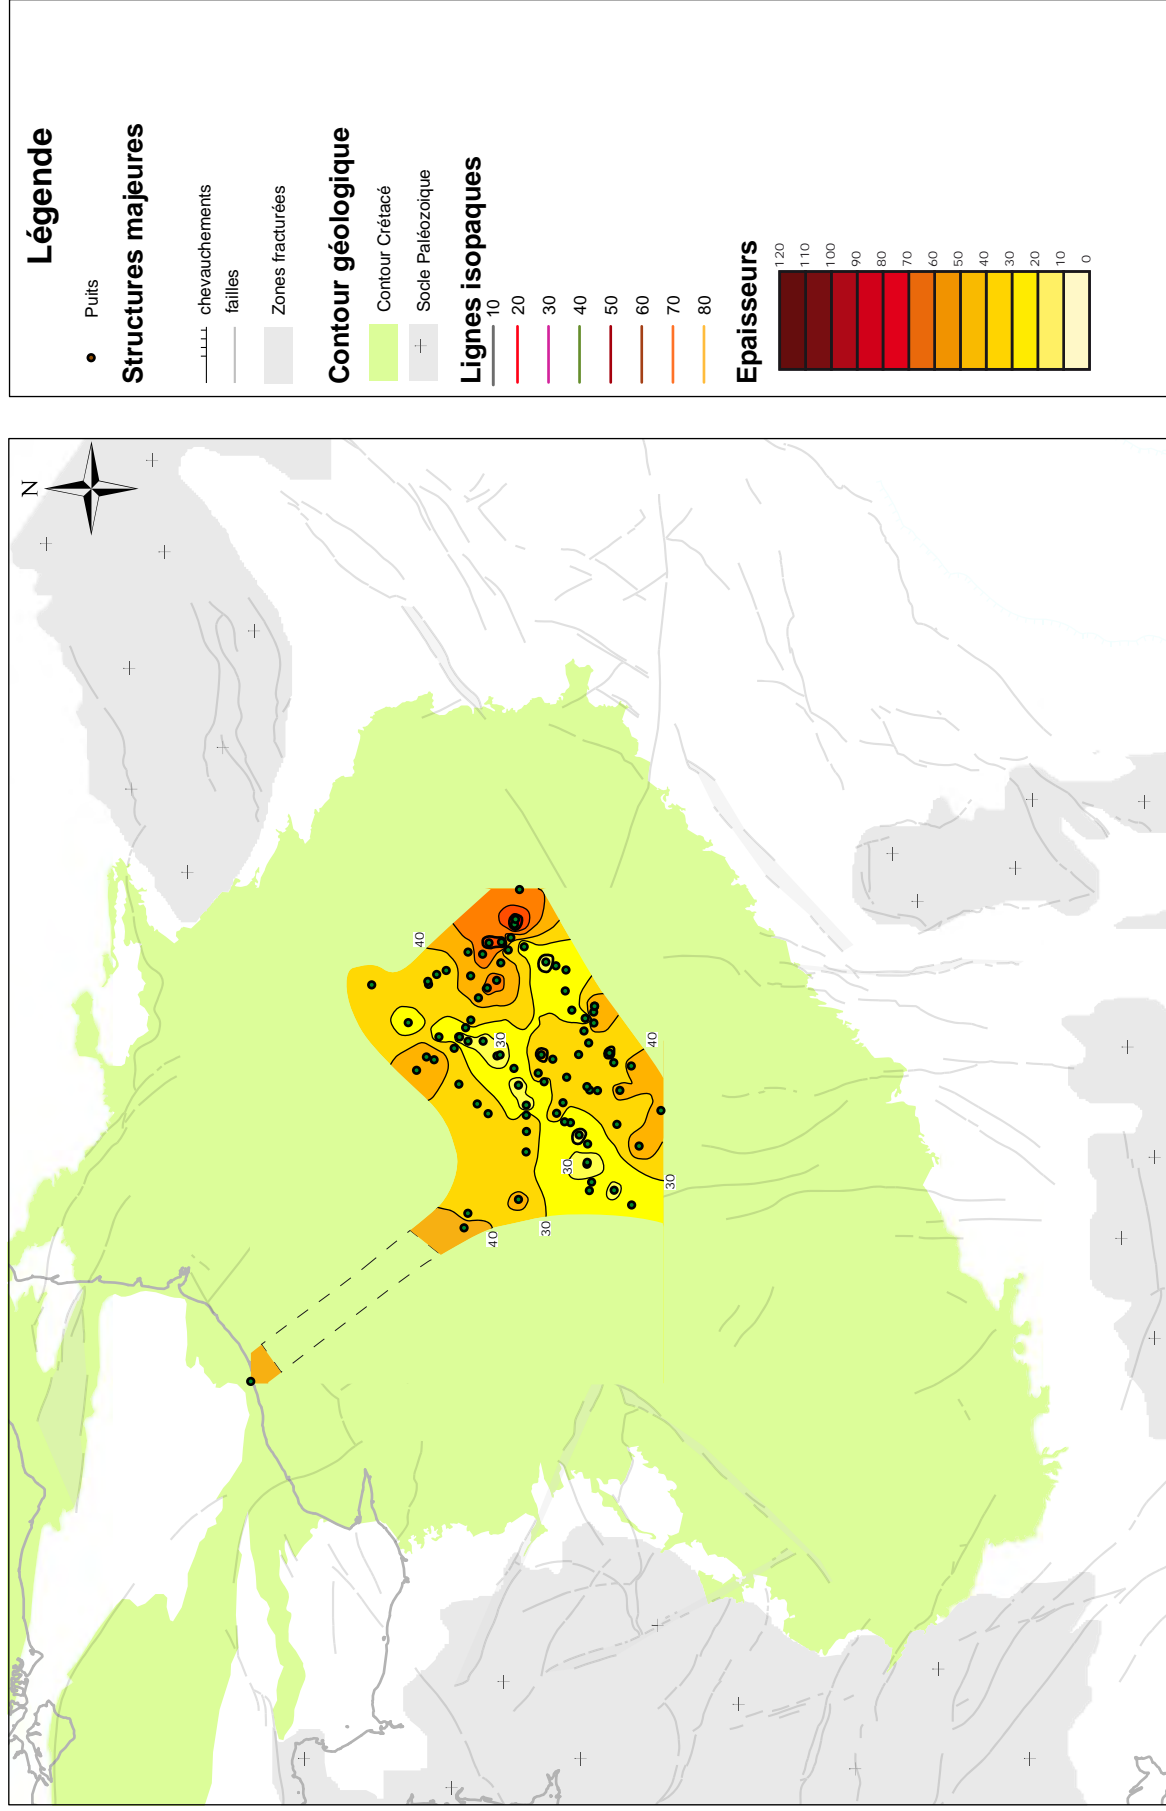 Légende
Puits
Structures majeures
chevauchements
failles
Zones fracturées
Contour géologique
Contour Crétacé
Socle Paléozoique
Lignes isopaques
10
20
30
40
50
60
70
80
Epaisseurs
120
110
100
90
80
70
60
50
40
30
20
10
0
N
40
30
40
30
30
40
30